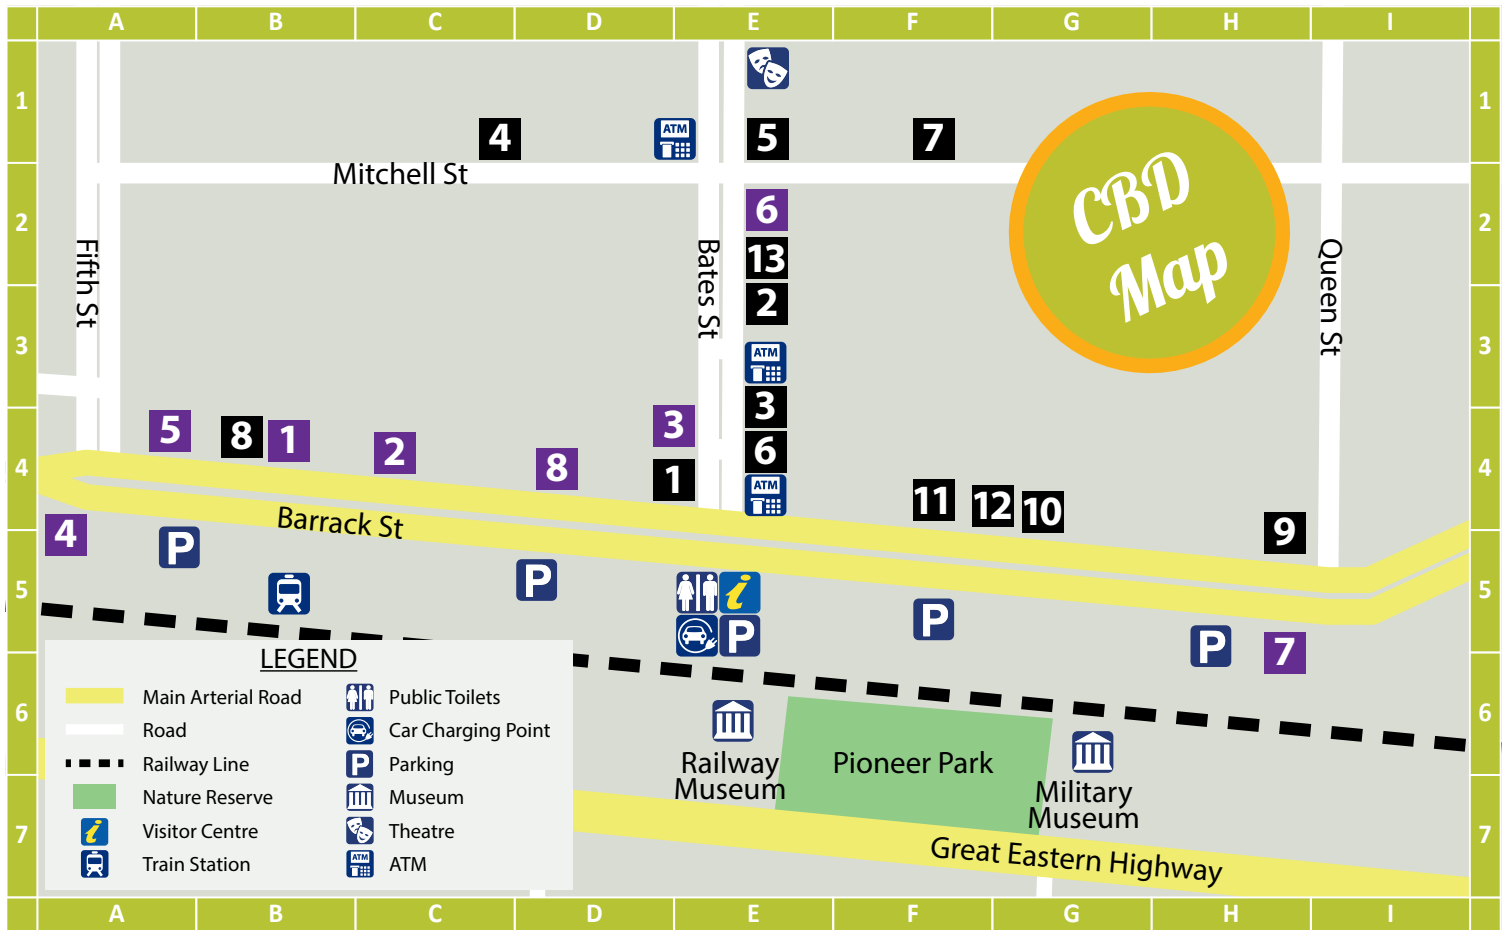 A B C D E F G H I
1 1
4 ATM 5 7
Mitchell St
CBD
Map
2 2
6
Fifth St
Bates St
Queen St
13
2
3 3
ATM
3
5 8 1 2 3
8 1 6
4 4
ATM
11 12 10 9
Barrack St
4 P
P
i
5 5
P P
P 7
LEGEND
Main Arterial Road
Road
Railway Line
Nature Reserve
i Visitor Centre
Train Station
Public Toilets
Car Charging Point
P Parking
Museum
Theatre
ATM ATM
6 6
Railway
Museum
Pioneer Park
Military
Museum
7 7
Great Eastern Highway
A B C D E F G H I